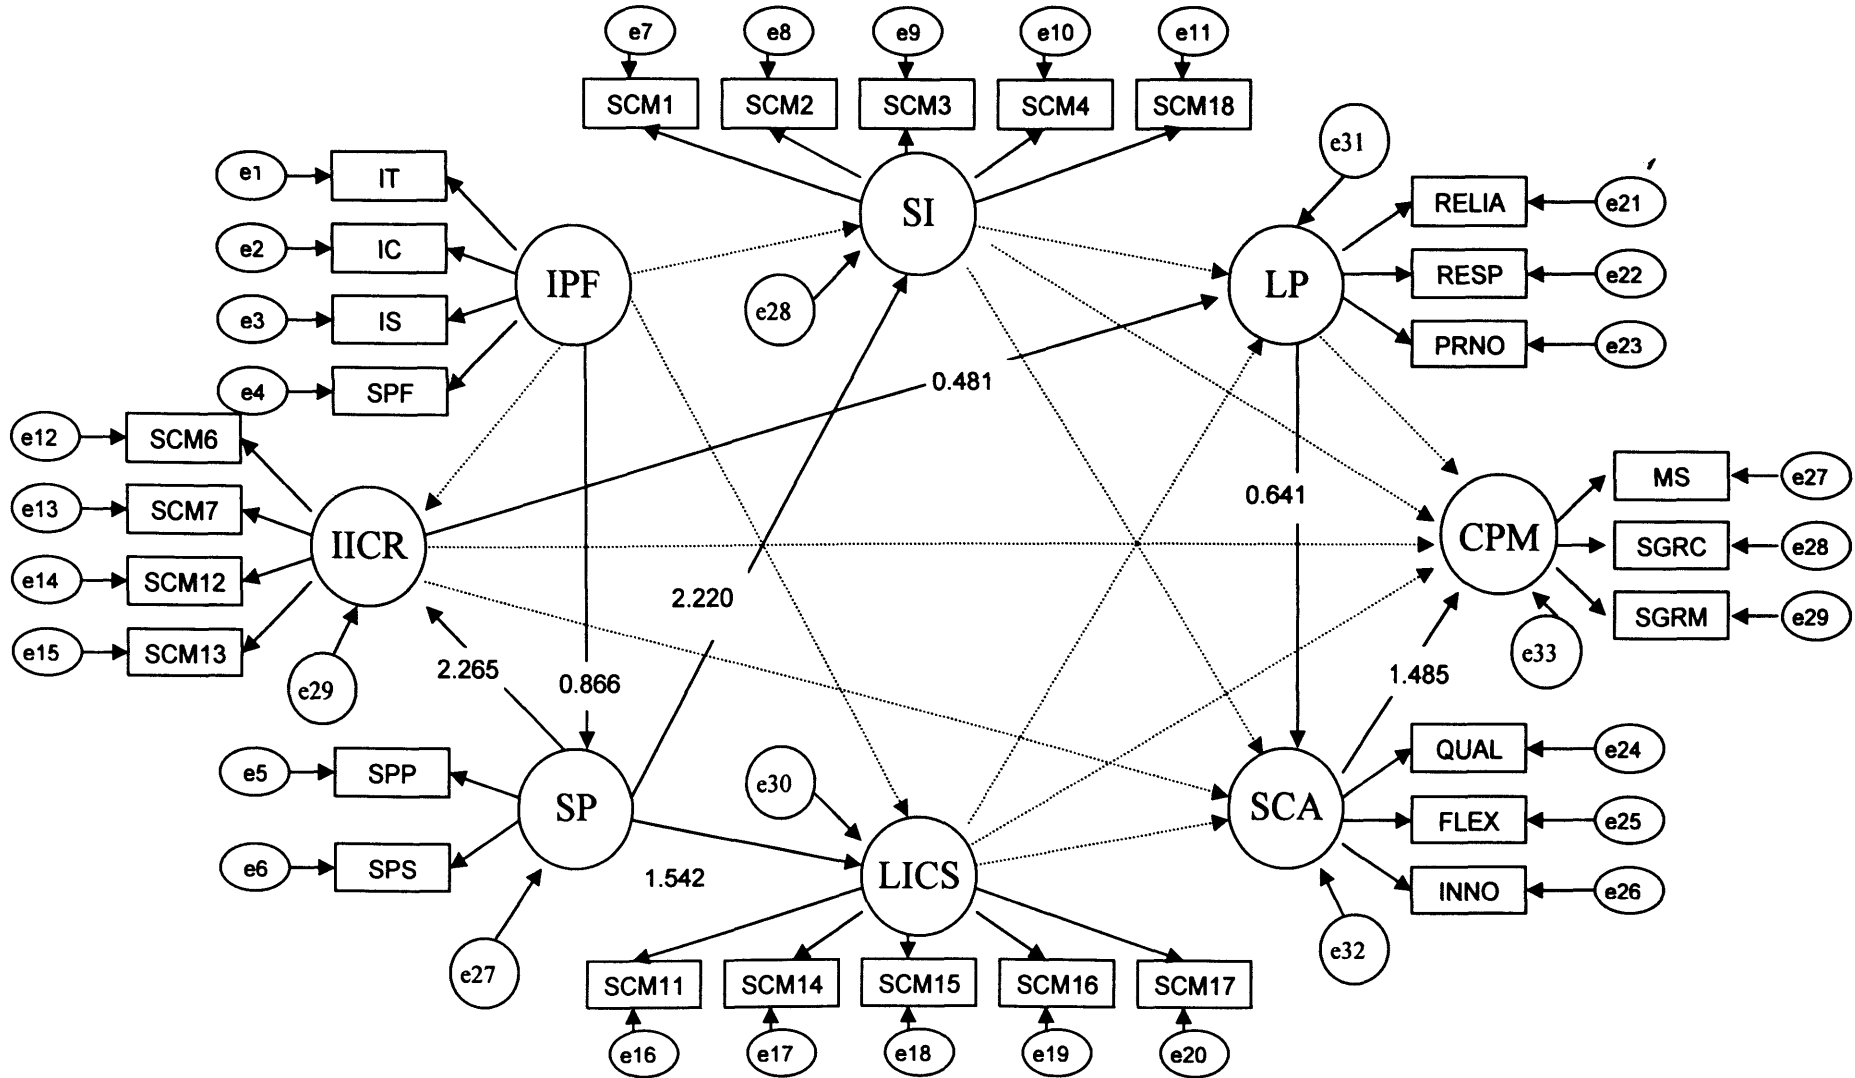 e7 e8 e9 e10 e11
SCM1 SCM2 SCM3 SCM4 SCM18
e31
e1 IT
RELIA e21
SI
e2 IC
IPF
LP
RESP e22
e28
e3 IS
PRNO e23
e4 SPF
0.481
e12 SCM6
MS e27
0.641
e13 SCM7
IICR
CPM
SGRC e28
e14 SCM12
2.220
SGRM e29
e15 SCM13
e33
2.265
0.866
1.485
e29
QUAL e24
e5 SPP
e30
SP
SCA
FLEX e25
e6 SPS
1.542
LICS
INNO e26
e27
e32
SCM11 SCM14 SCM15 SCM16 SCM17
e16 e17 e18 e19 e20